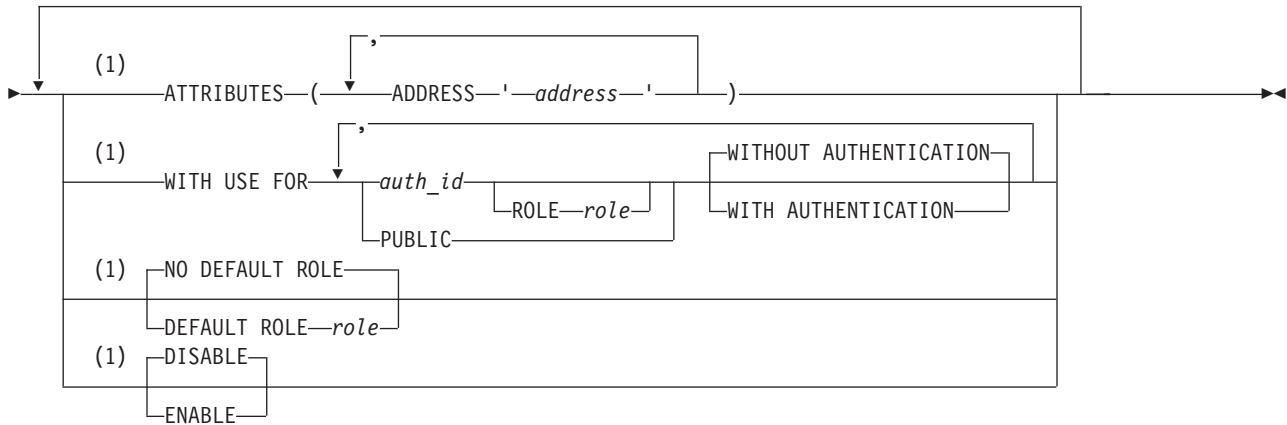 ,
(1)
ATTRIBUTES ( ADDRESS ' address ' )
,
(1) WITHOUT AUTHENTICATION
WITH USE FOR auth_id
ROLE role WITH AUTHENTICATION
PUBLIC
(1) NO DEFAULT ROLE
DEFAULT ROLE role
(1) DISABLE
ENABLE